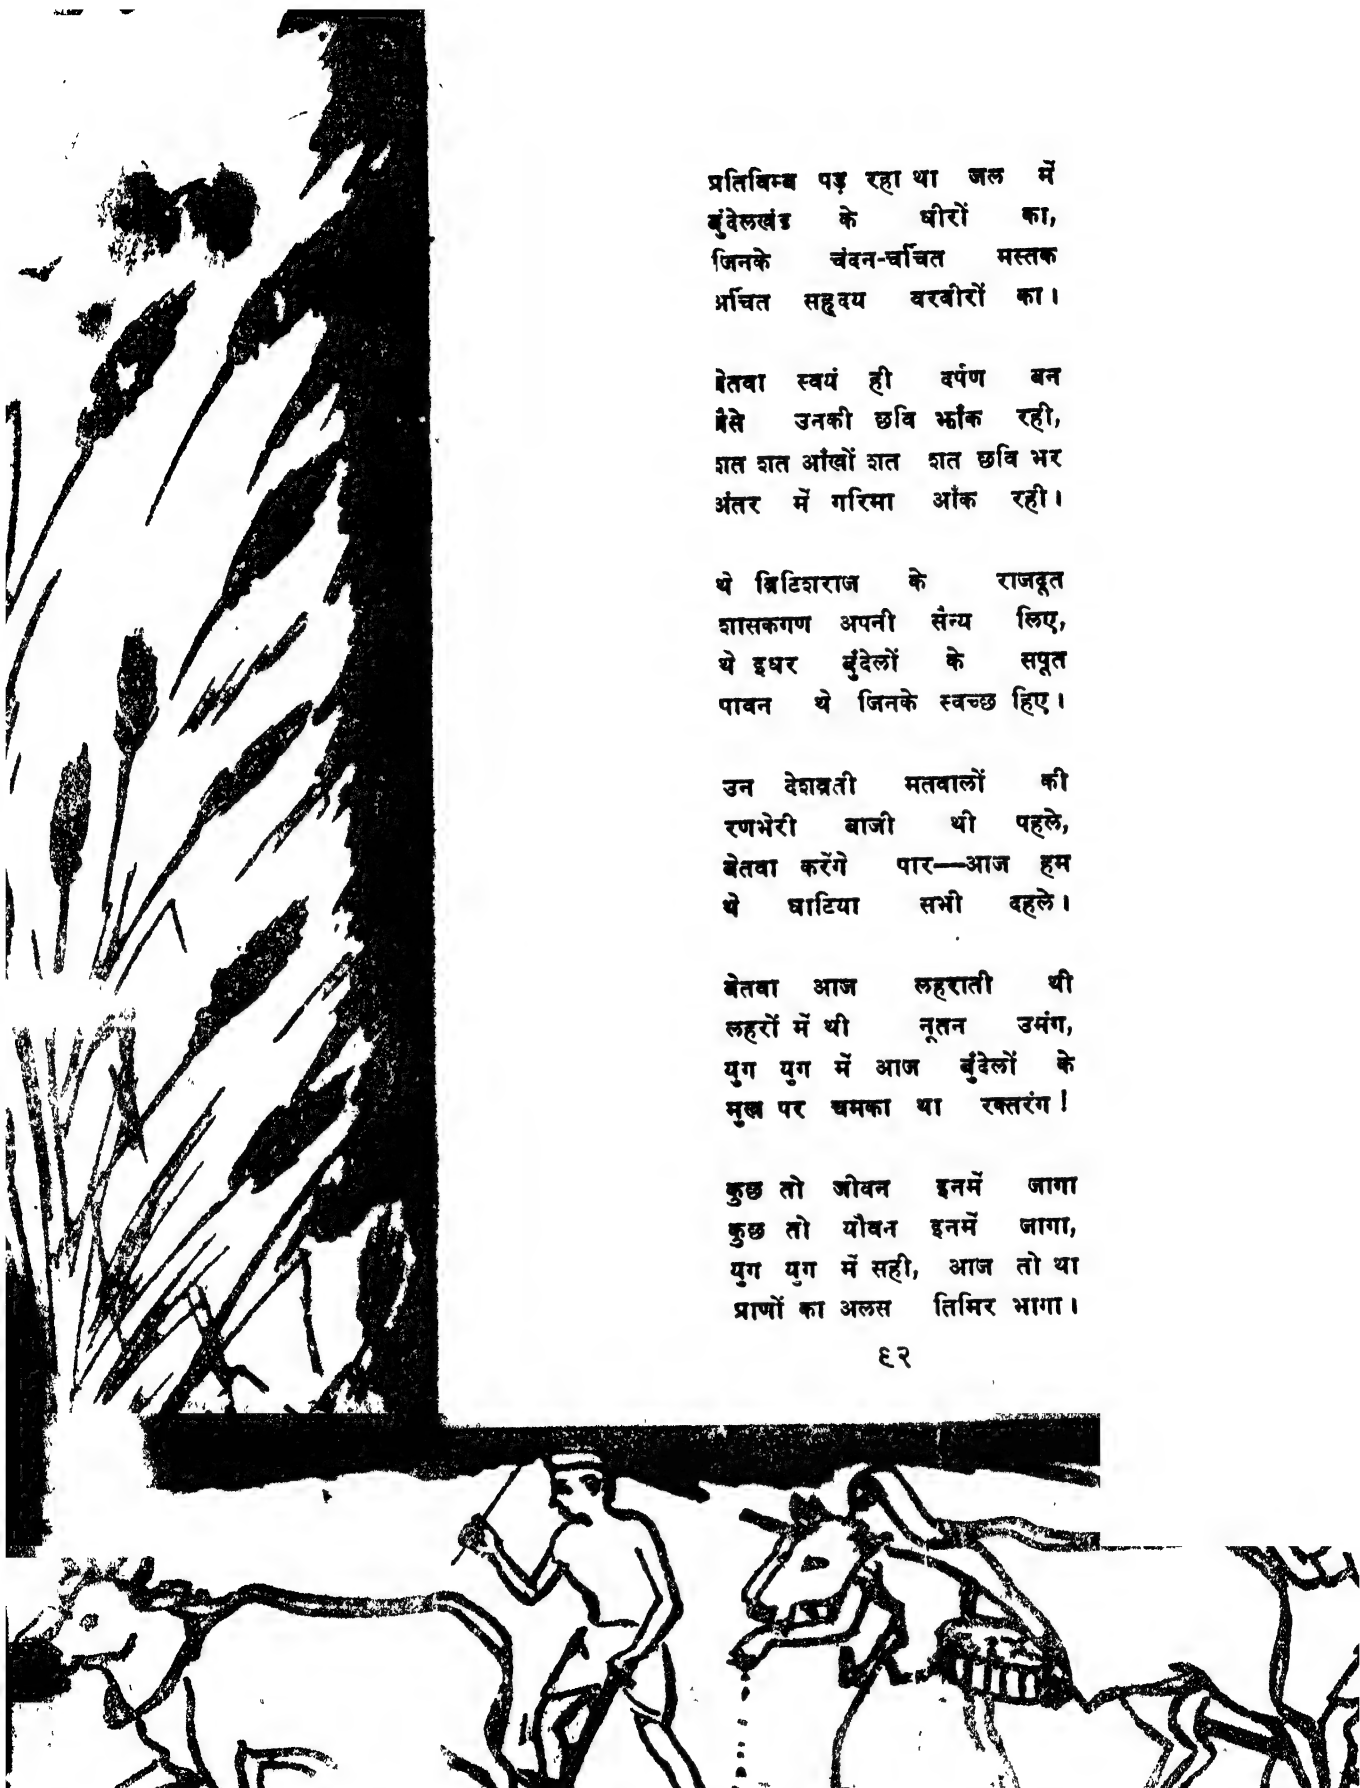 प्रतिविम्ब पड़ रहा था जल में
बुंदेलखंड के धीरों का,
जिनके चंदन-चर्चित मस्तक
अर्चित सहृदय वरवीरों का।

बेतवा स्वयं ही दर्पण बन
जैसे उनकी छवि झाँक रही,
शत शत आँखों शत शत छवि भर
अंतर में गरिमा आँक रही।

थे ब्रिटिशराज के राजदूत
शासकगण अपनी सैन्य लिए,
थे इधर बुंदेलों के सपूत
पावन थे जिनके स्वच्छ हिए।

उन देशव्रती मतवालों की
रणभेरी बाजी थी पहले,
बेतवा करेंगे पार—आज हम
थे घाटिया सभी दहले।

बेतवा आज लहराती थी
लहरों में थी नूतन उमंग,
युग युग में आज बुंदेलों के
मुख पर चमका था रक्तरंग!

कुछ तो जीवन इनमें जागा
कुछ तो यौवन इनमें जागा,
युग युग में सही, आज तो था
प्राणों का अलस तिमिर भागा।
६२